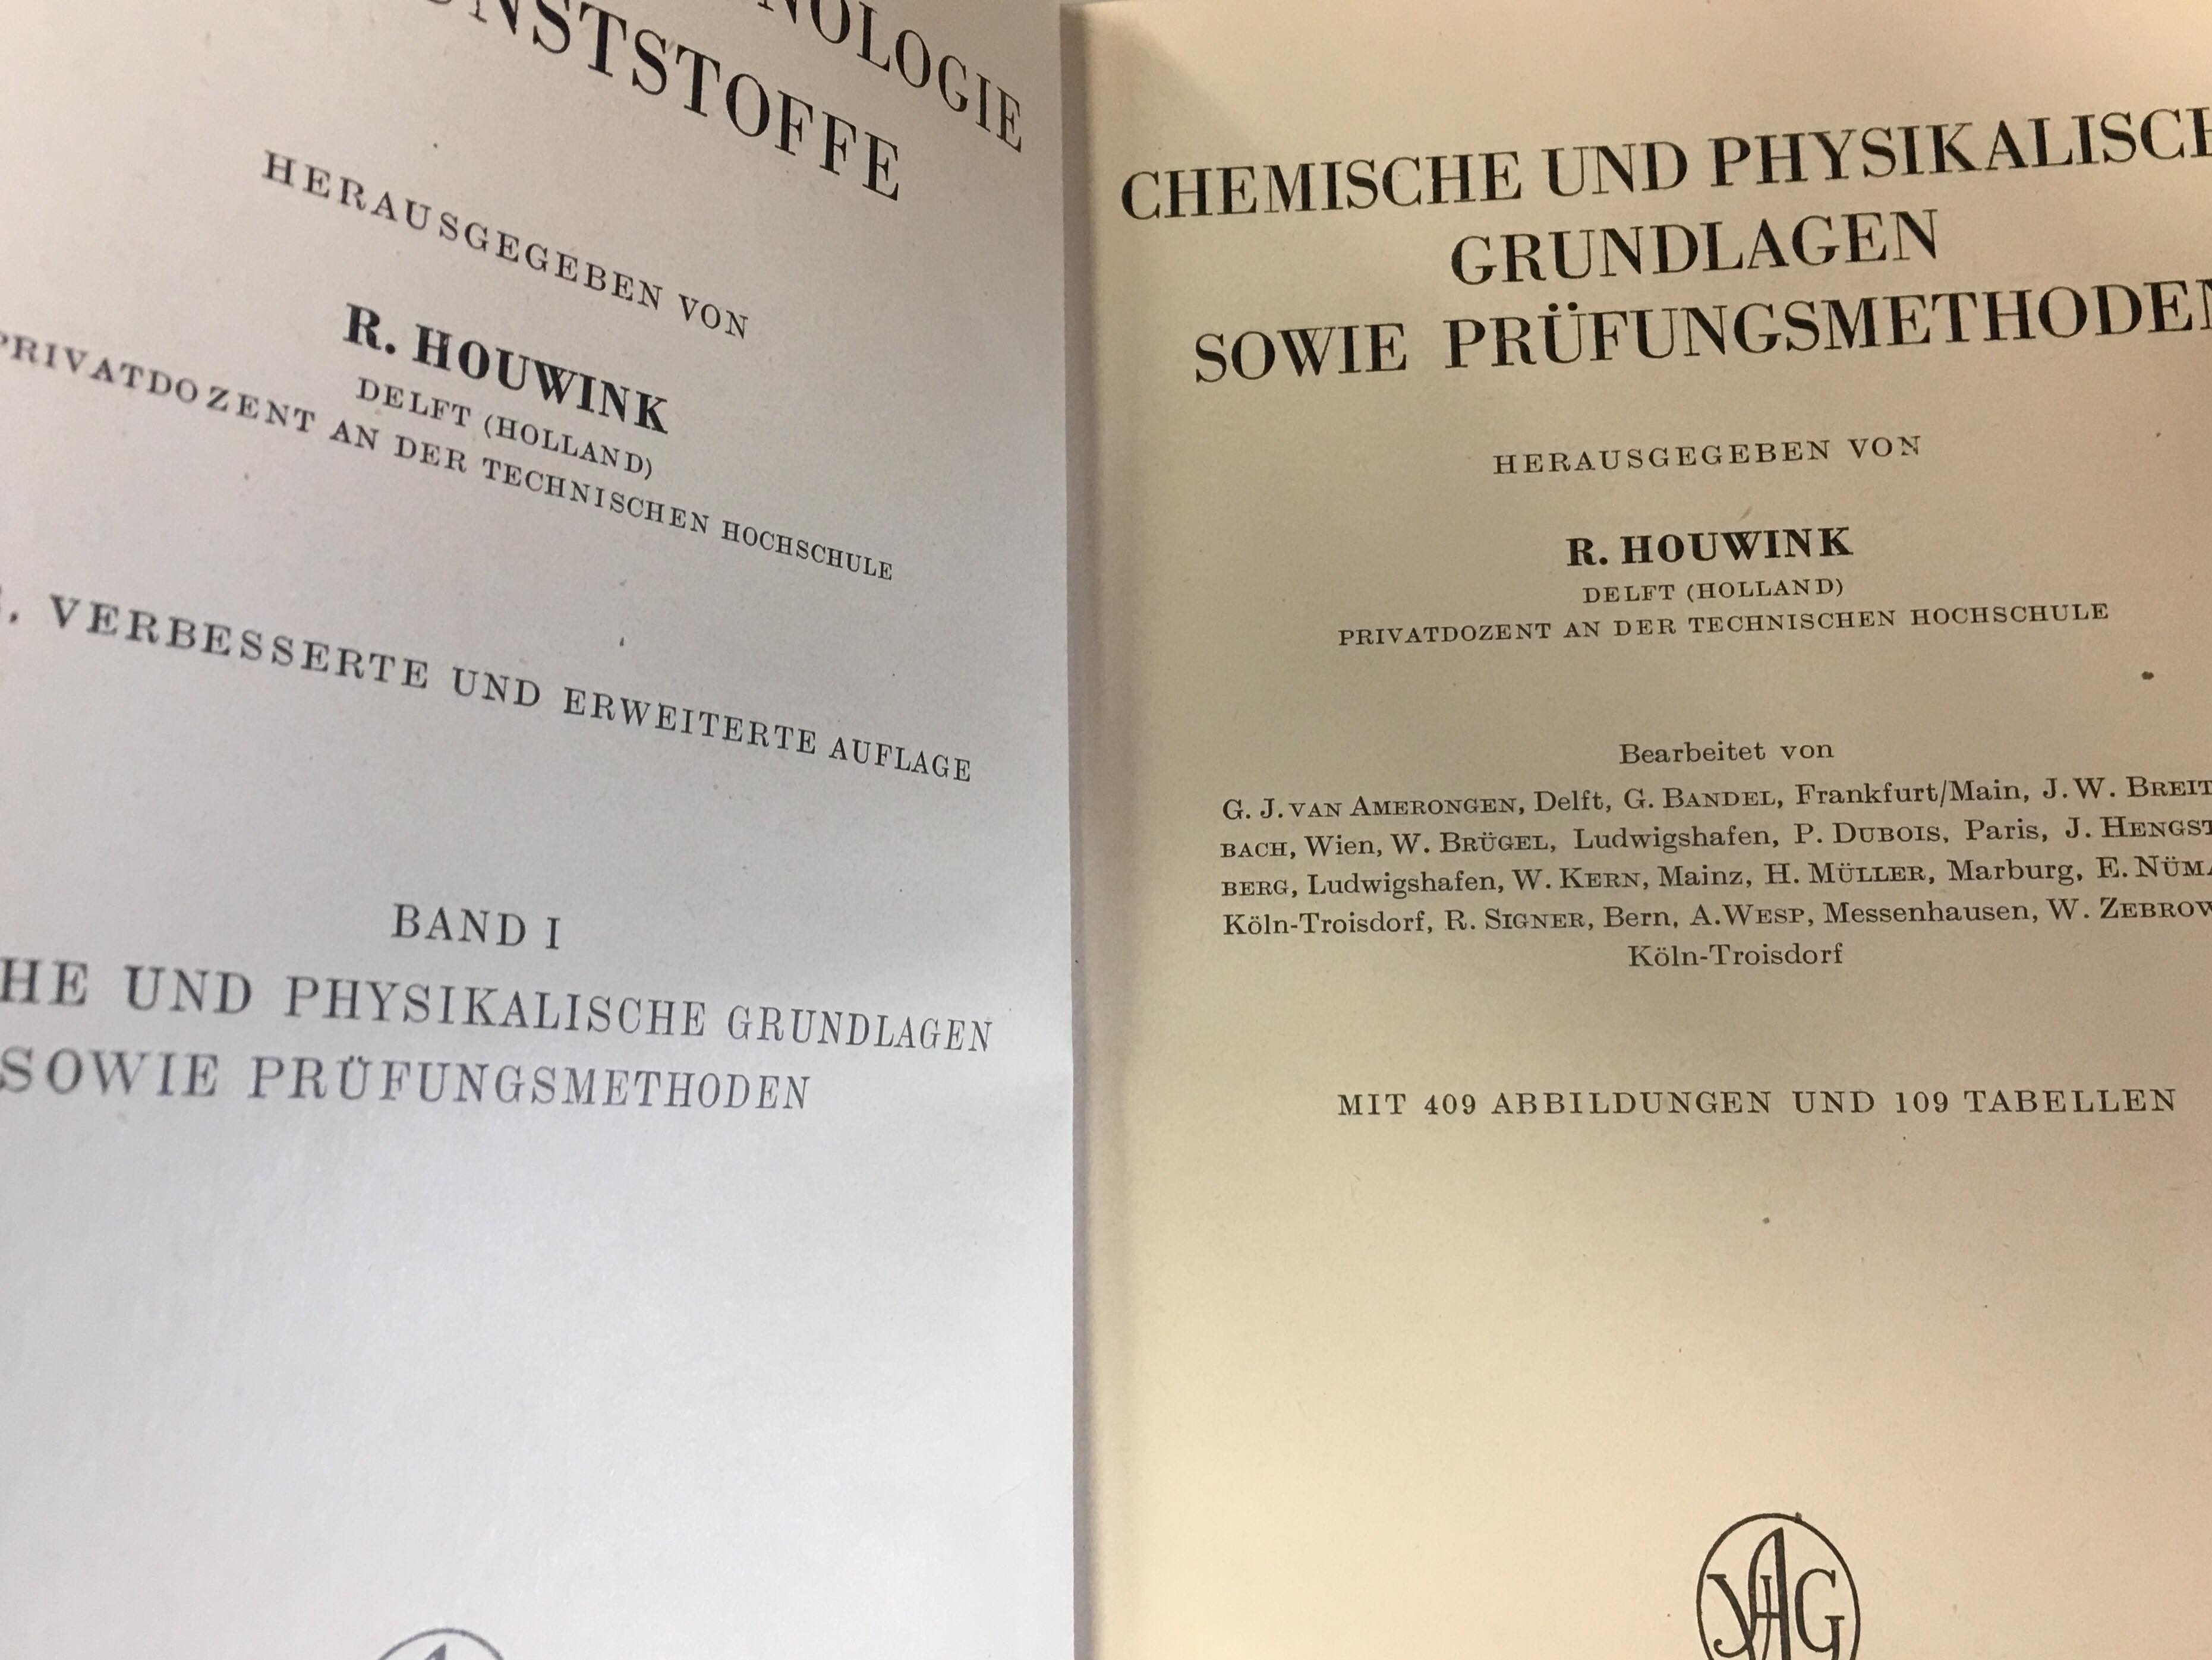 HERAUSGEGEBEN VON
R. HOUWINK
DELFT (HOLLAND)
PRIVATDOZENT AN DER TECHNISCHEN HOCHSCHULE
VERBESSERTE UND ERWEITERTE AUFLAGE
BAND I
HE UND PHYSIKALISCHE GRUNDLAGEN
SOWIE PRÜFUNGSMETHODEN
CHEMISCHE UND PHYSIKALISCH
GRUNDLAGEN
SOWIE PRÜFUNGSMETHODEN
HERAUSGEGEBEN VON
R. HOUWINK
DELFT (HOLLAND)
PRIVATDOZENT AN DER TECHNISCHEN HOCHSCHULE
Bearbeitet von
G. J. VAN AMERONGEN, Delft, G. BANDEL, Frankfurt/Main, J. W. BREIT
BACH, Wien, W. BRÜGEL, Ludwigshafen, P. DUBOIS, Paris, J. HENGST
BERG, Ludwigshafen, W. KERN, Mainz, H. MÜLLER, Marburg, E. NÜM
Köln-Troisdorf, R. SIGNER, Bern, A. WESP, Messenhausen, W. ZEBROW
Köln-Troisdorf
MIT 409 ABBILDUNGEN UND 109 TABELLEN